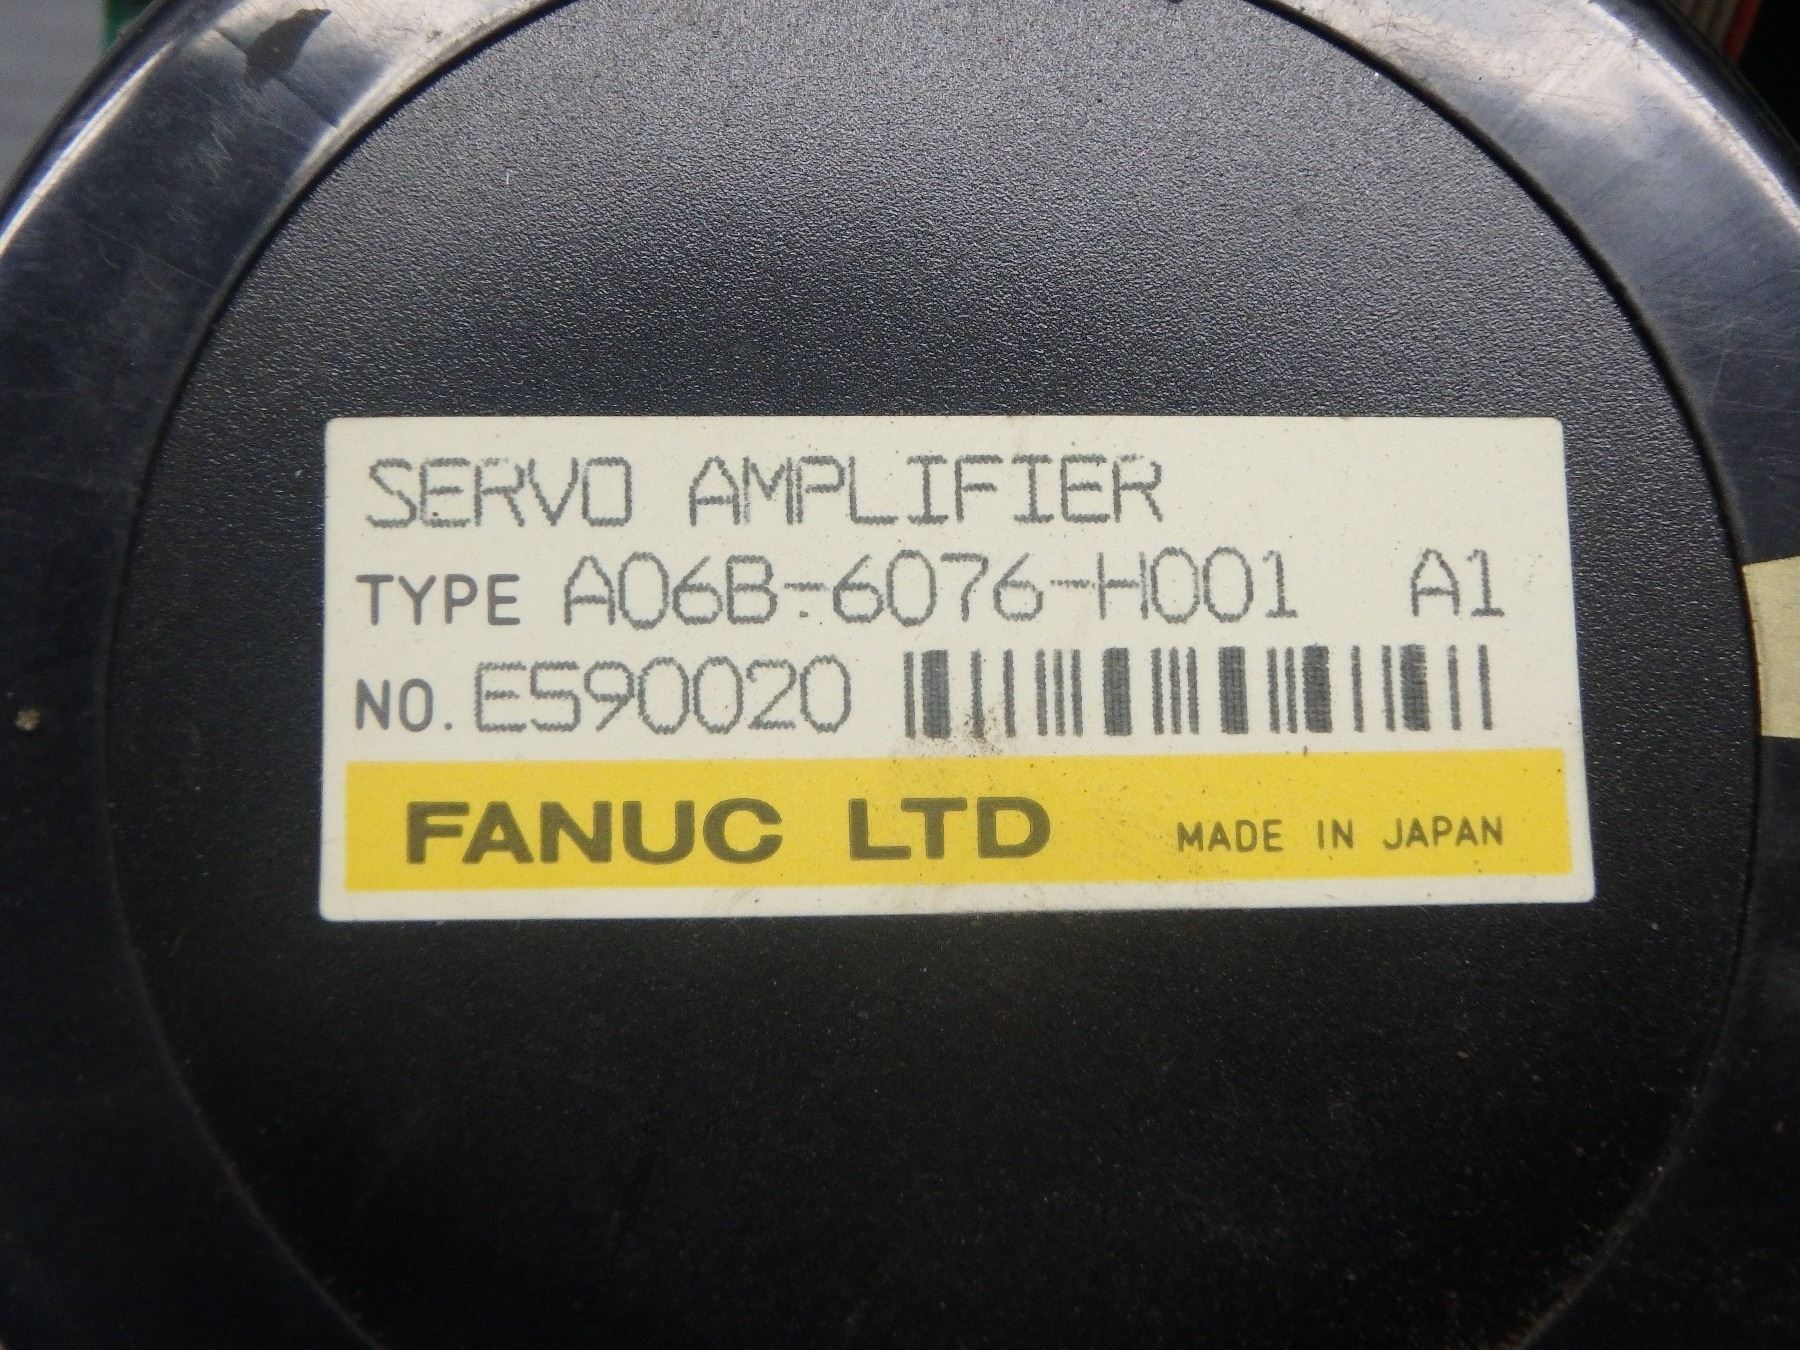 SERVO AMPLIFIER
TYPE A06B-6076-H001 A1
NO. E590020
FANUC LTD MADE IN JAPAN